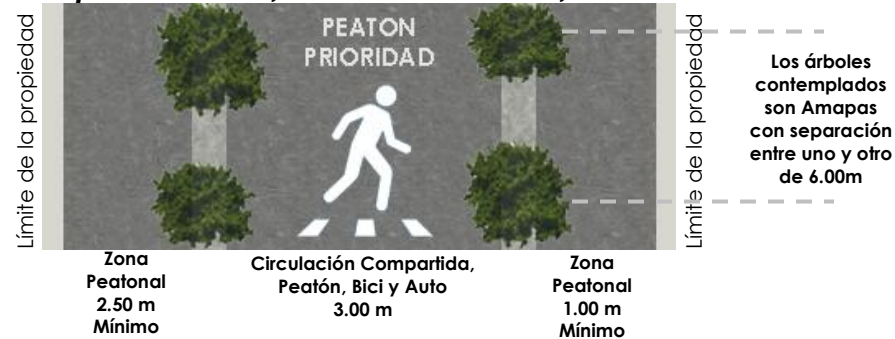 PEATON
PRIORIDAD
Límite de la propiedad
Límite de la propiedad
Los árboles
contemplados
son Amapas
con separación
entre uno y otro
de 6.00m
Zona
Peatonal
2.50 m
Mínimo
Circulación Compartida,
Peatón, Bici y Auto
3.00 m
Zona
Peatonal
1.00 m
Mínimo